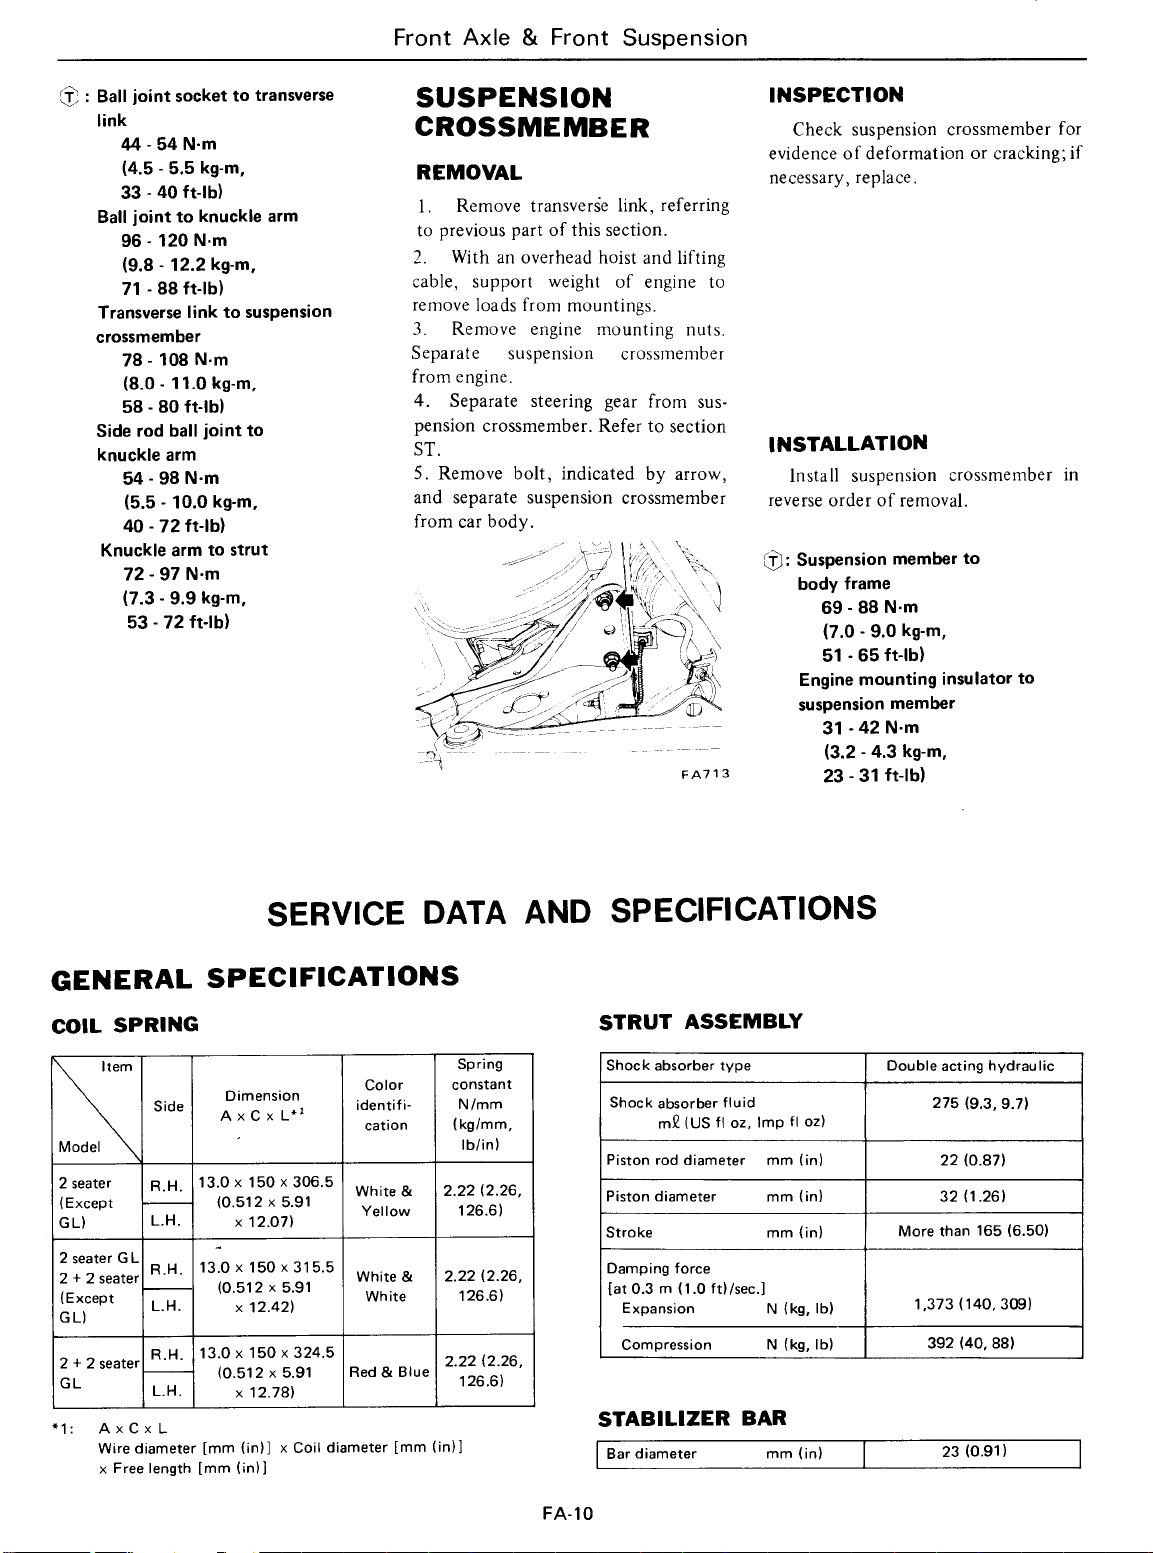 Front Axle & Front Suspension
Ⓣ : Ball joint socket to transverse
link
44 - 54 N·m
(4.5 - 5.5 kg-m,
33 - 40 ft-lb)
Ball joint to knuckle arm
96 - 120 N·m
(9.8 - 12.2 kg-m,
71 - 88 ft-lb)
Transverse link to suspension
crossmember
78 - 108 N·m
(8.0 - 11.0 kg-m,
58 - 80 ft-lb)
Side rod ball joint to
knuckle arm
54 - 98 N·m
(5.5 - 10.0 kg-m,
40 - 72 ft-lb)
Knuckle arm to strut
72 - 97 N·m
(7.3 - 9.9 kg-m,
53 - 72 ft-lb)
SUSPENSION
CROSSMEMBER
REMOVAL
1. Remove transverse link, referring
to previous part of this section.
2. With an overhead hoist and lifting
cable, support weight of engine to
remove loads from mountings.
3. Remove engine mounting nuts.
Separate suspension crossmember
from engine.
4. Separate steering gear from sus-
pension crossmember. Refer to section
ST.
5. Remove bolt, indicated by arrow,
and separate suspension crossmember
from car body.
FA713
INSPECTION
Check suspension crossmember for
evidence of deformation or cracking; if
necessary, replace.
INSTALLATION
Install suspension crossmember in
reverse order of removal.
Ⓣ : Suspension member to
body frame
69 - 88 N·m
(7.0 - 9.0 kg-m,
51 - 65 ft-lb)
Engine mounting insulator to
suspension member
31 - 42 N·m
(3.2 - 4.3 kg-m,
23 - 31 ft-lb)
SERVICE DATA AND SPECIFICATIONS
GENERAL SPECIFICATIONS
COIL SPRING
Item
Model
Side
Dimension
A x C x L*1
Color
identifi-
cation
Spring
constant
N/mm
(kg/mm,
lb/in)
2 seater
(Except
GL)
R.H.
L.H.
13.0 x 150 x 306.5
(0.512 x 5.91
x 12.07)
White &
Yellow
2.22 (2.26,
126.6)
2 seater GL
2 + 2 seater
(Except
GL)
R.H.
L.H.
13.0 x 150 x 315.5
(0.512 x 5.91
x 12.42)
White &
White
2.22 (2.26,
126.6)
2 + 2 seater
GL
R.H.
L.H.
13.0 x 150 x 324.5
(0.512 x 5.91
x 12.78)
Red & Blue
2.22 (2.26,
126.6)
*1: A x C x L
Wire diameter [mm (in)] x Coil diameter [mm (in)]
x Free length [mm (in)]
STRUT ASSEMBLY
Shock absorber type Double acting hydraulic
Shock absorber fluid
mℓ (US fl oz, Imp fl oz) 275 (9.3, 9.7)
Piston rod diameter mm (in) 22 (0.87)
Piston diameter mm (in) 32 (1.26)
Stroke mm (in) More than 165 (6.50)
Damping force
[at 0.3 m (1.0 ft)/sec.]
Expansion N (kg, lb) 1,373 (140, 309)
Compression N (kg, lb) 392 (40, 88)
STABILIZER BAR
Bar diameter mm (in) 23 (0.91)
FA-10